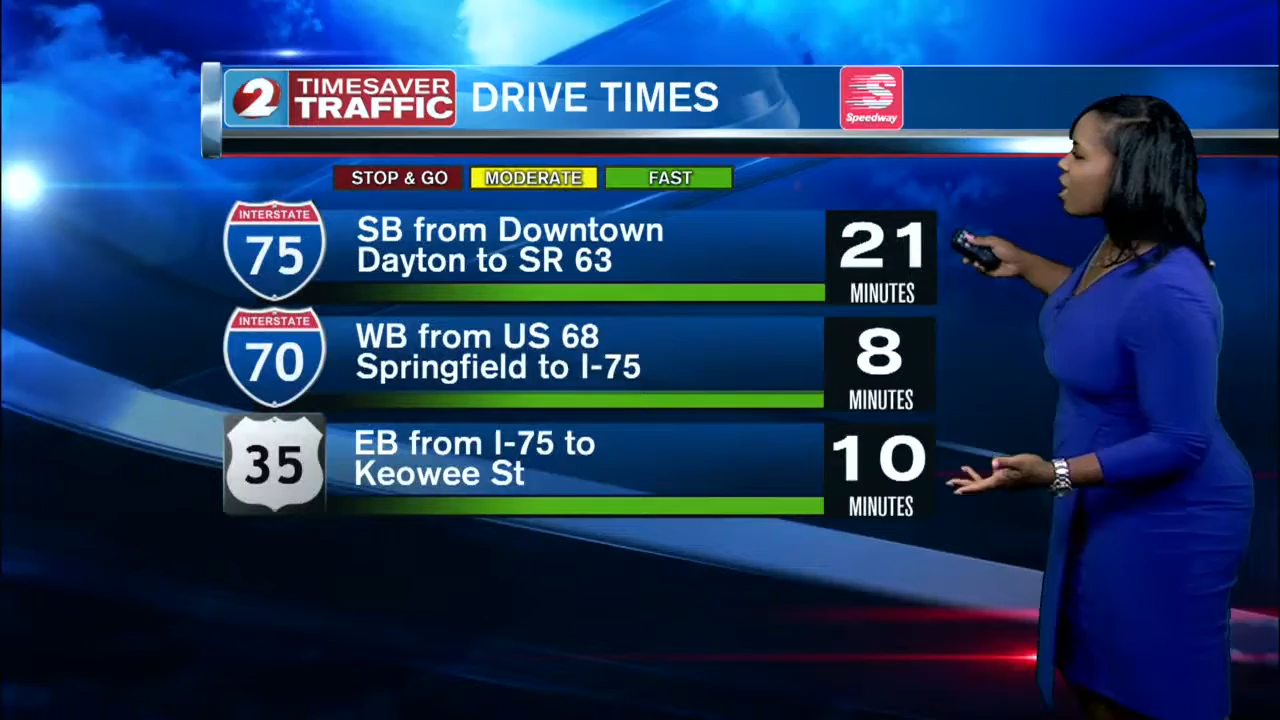 2 TIMESAVER TRAFFIC DRIVE TIMES
S Speedway
STOP & GO MODERATE FAST
INTERSTATE 75
SB from Downtown
Dayton to SR 63
21
MINUTES
INTERSTATE 70
WB from US 68
Springfield to I-75
8
MINUTES
35
EB from I-75 to
Keowee St
10
MINUTES